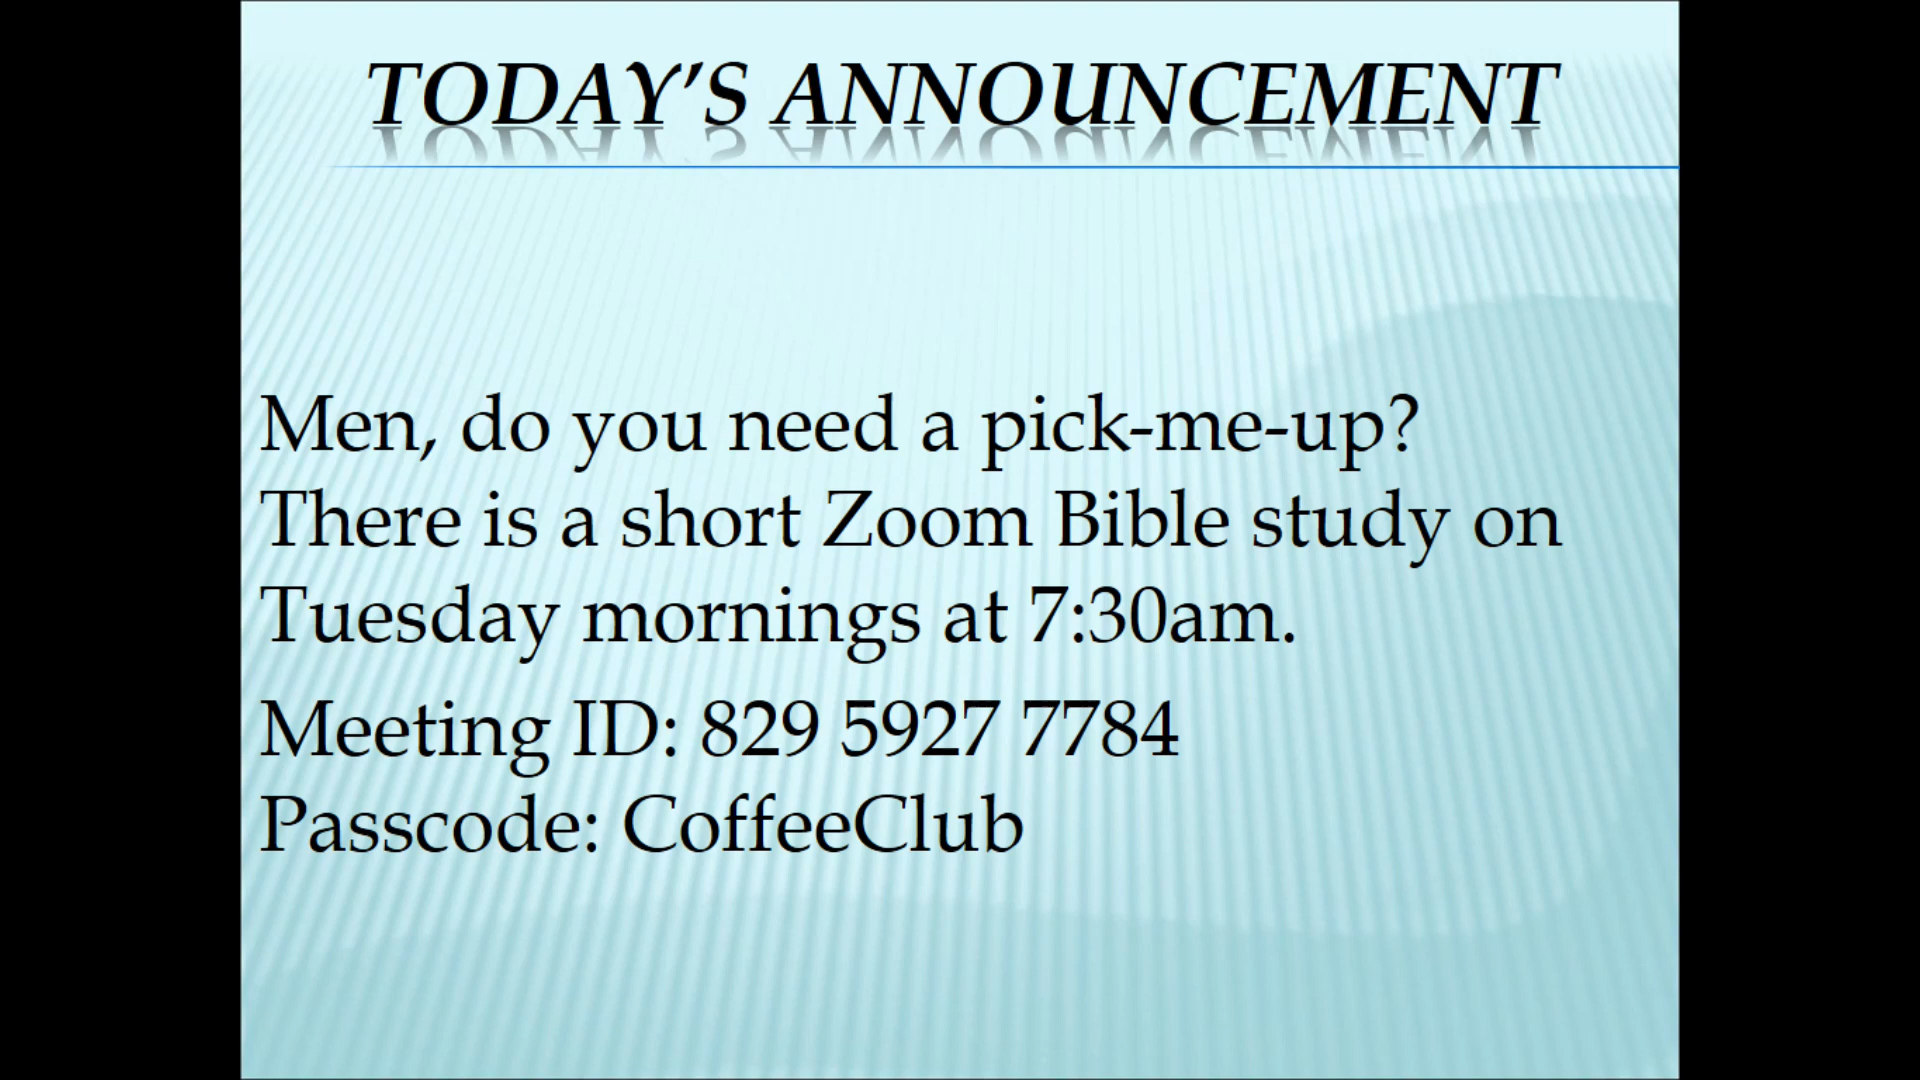 TODAY’S ANNOUNCEMENT
Men, do you need a pick-me-up?
There is a short Zoom Bible study on
Tuesday mornings at 7:30am.
Meeting ID: 829 5927 7784
Passcode: CoffeeClub